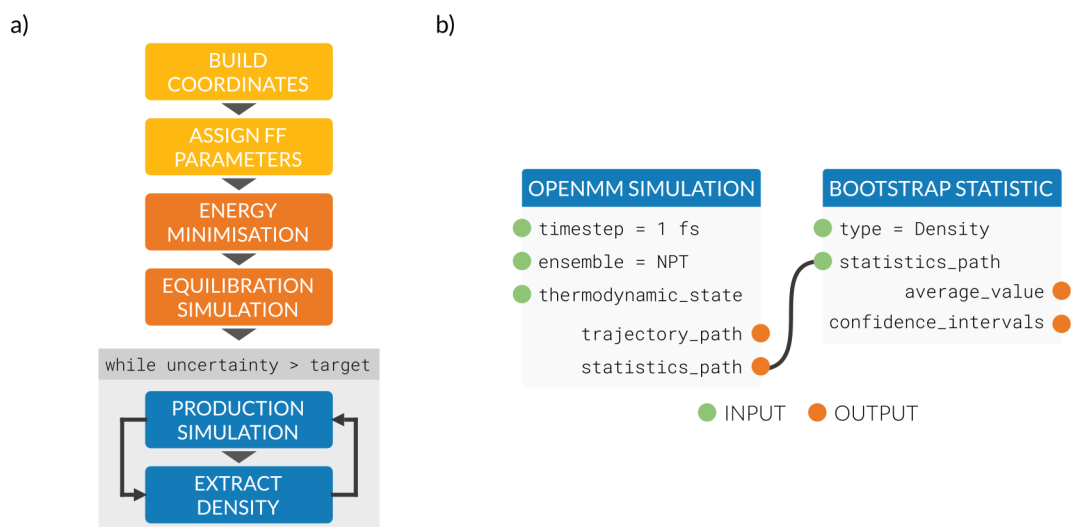 a)
BUILD
COORDINATES
ASSIGN FF
PARAMETERS
ENERGY
MINIMISATION
EQUILIBRATION
SIMULATION
while uncertainty > target
PRODUCTION
SIMULATION
EXTRACT
DENSITY
b)
OPENMM SIMULATION
timestep = 1 fs
ensemble = NPT
thermodynamic_state
trajectory_path
statistics_path
BOOTSTRAP STATISTIC
type = Density
statistics_path
average_value
confidence_intervals
INPUT
OUTPUT